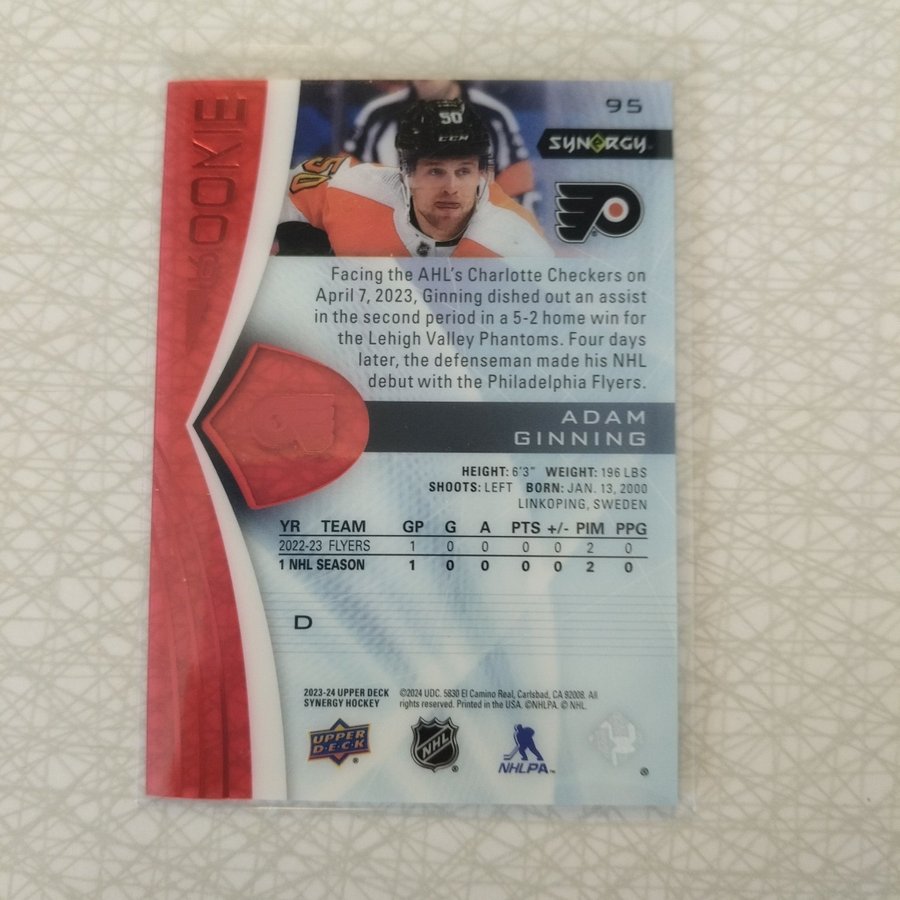 ROOKIE
50
CCM
50
95
SYNERGY
Facing the AHL's Charlotte Checkers on
April 7, 2023, Ginning dished out an assist
in the second period in a 5-2 home win for
the Lehigh Valley Phantoms. Four days
later, the defenseman made his NHL
debut with the Philadelphia Flyers.
ADAM
GINNING
HEIGHT: 6'3" WEIGHT: 196 LBS
SHOOTS: LEFT BORN: JAN. 13, 2000
LINKOPING, SWEDEN
YR TEAM GP G A PTS +/- PIM PPG
2022-23 FLYERS 1 0 0 0 0 2 0
1 NHL SEASON 1 0 0 0 0 2 0
D
2023-24 UPPER DECK
SYNERGY HOCKEY
©2024 UDC. 5830 El Camino Real, Carlsbad, CA 92008. All
rights reserved. Printed in the USA. ©NHLPA. © NHL.
UPPER
D·E·C·K
®
NHL
®
NHLPA™
®